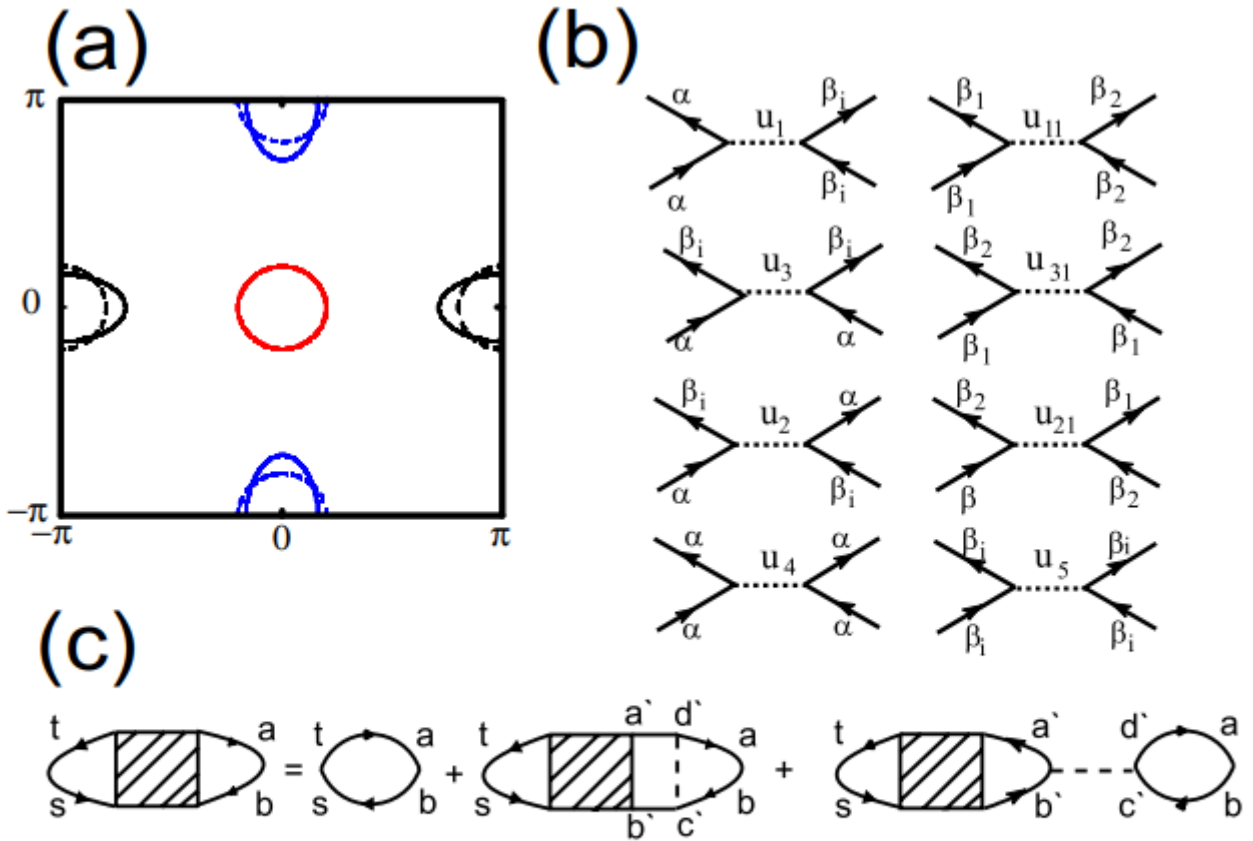 (a)
(b)
π
0
−π
−π
0
π
α
u1
βi
α
βi
β1
u11
β2
β1
β2
βi
u3
βi
α
α
β2
u31
β2
β1
β1
βi
u2
α
α
βi
β2
u21
β1
β
β2
α
u4
α
α
α
βi
u5
βi
βi
βi
(c)
t
a
=
t
a
+
t
a`
d`
a
+
t
a`
d`
a
s
b
s
b
s
b`
c`
b
s
b`
c`
b